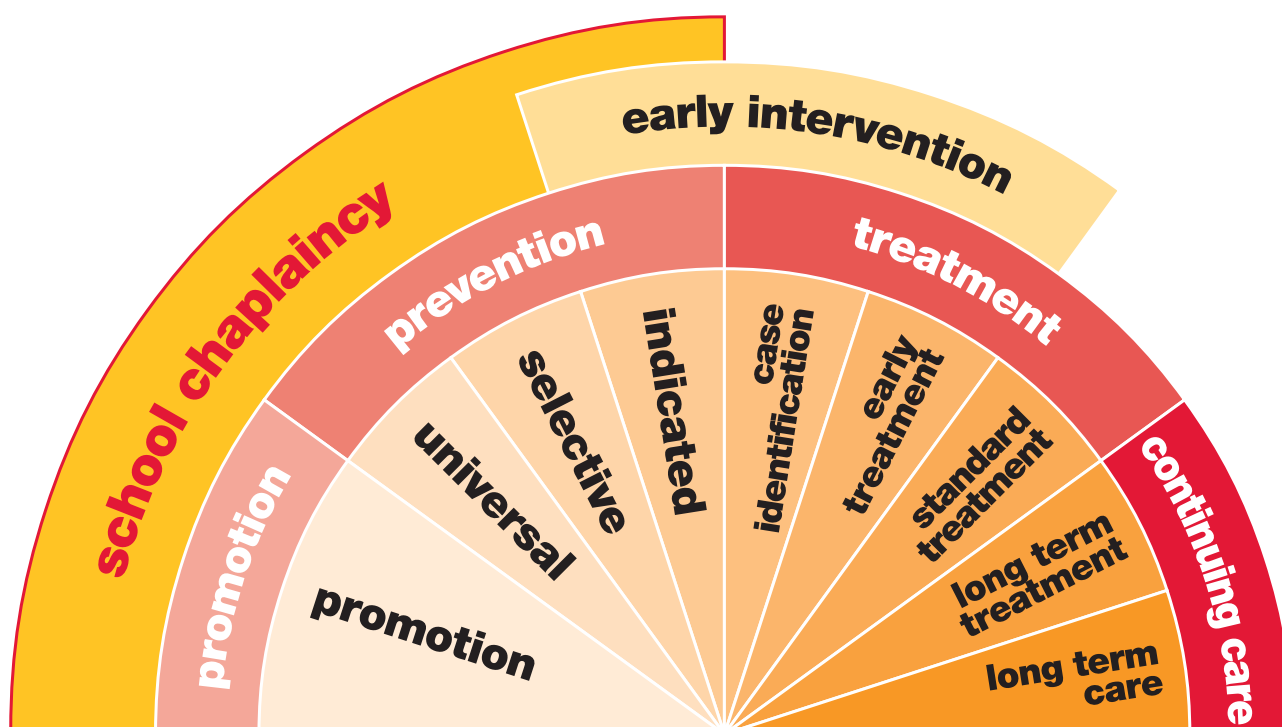 school chaplaincy
early intervention
promotion
prevention
treatment
continuing care
promotion
universal
selective
indicated
case
identification
early
treatment
standard
treatment
long term
treatment
long term
care